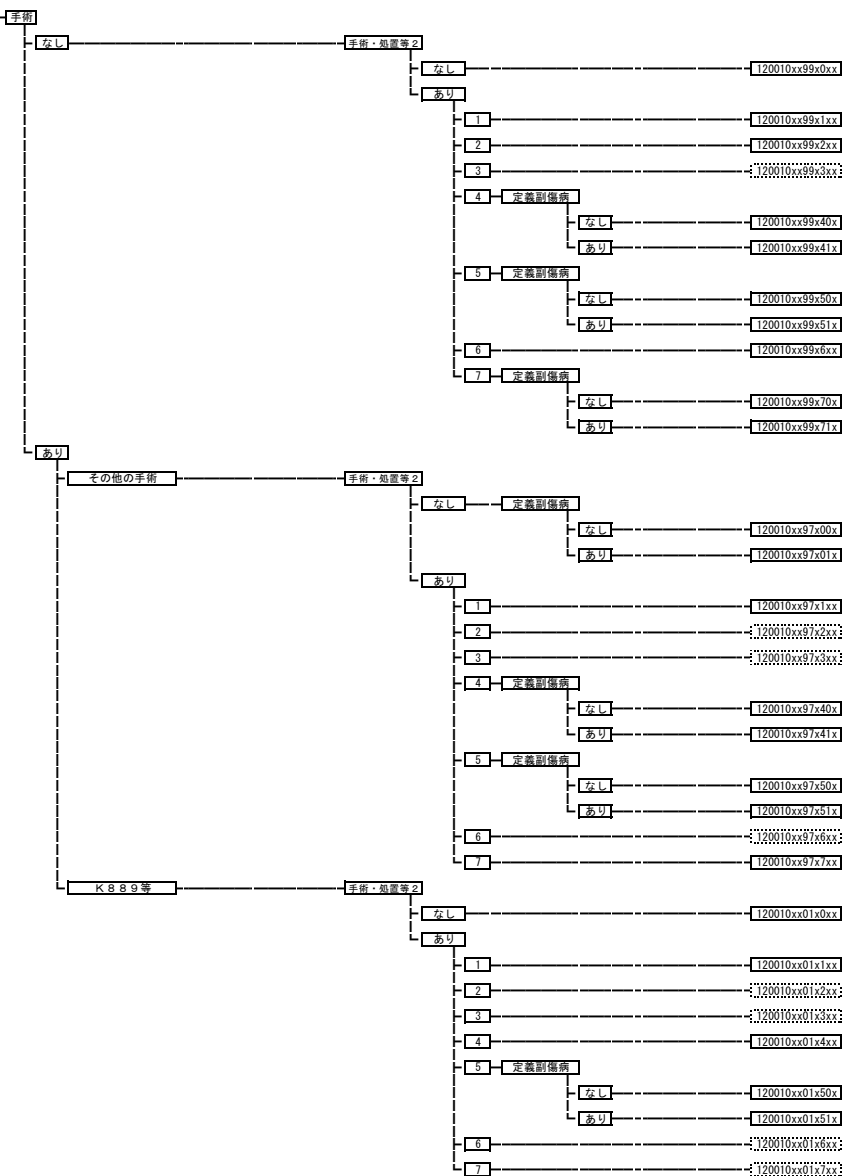 手術
なし 手術・処置等2
なし 120010xx99x0xx
あり
1 120010xx99x1xx
2 120010xx99x2xx
3 120010xx99x3xx
4 定義副傷病
なし 120010xx99x40x
あり 120010xx99x41x
5 定義副傷病
なし 120010xx99x50x
あり 120010xx99x51x
6 120010xx99x6xx
7 定義副傷病
なし 120010xx99x70x
あり 120010xx99x71x
あり
その他の手術 手術・処置等2
なし 定義副傷病
なし 120010xx97x00x
あり 120010xx97x01x
あり
1 120010xx97x1xx
2 120010xx97x2xx
3 120010xx97x3xx
4 定義副傷病
なし 120010xx97x40x
あり 120010xx97x41x
5 定義副傷病
なし 120010xx97x50x
あり 120010xx97x51x
6 120010xx97x6xx
7 120010xx97x7xx
K889等 手術・処置等2
なし 120010xx01x0xx
あり
1 120010xx01x1xx
2 120010xx01x2xx
3 120010xx01x3xx
4 120010xx01x4xx
5 定義副傷病
なし 120010xx01x50x
あり 120010xx01x51x
6 120010xx01x6xx
7 120010xx01x7xx